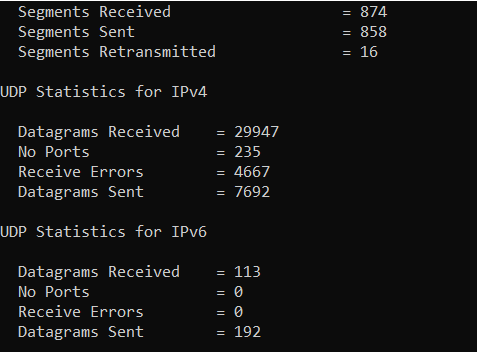 Segments Received = 874
Segments Sent = 858
Segments Retransmitted = 16
UDP Statistics for IPv4
Datagrams Received = 29947
No Ports = 235
Receive Errors = 4667
Datagrams Sent = 7692
UDP Statistics for IPv6
Datagrams Received = 113
No Ports = 0
Receive Errors = 0
Datagrams Sent = 192